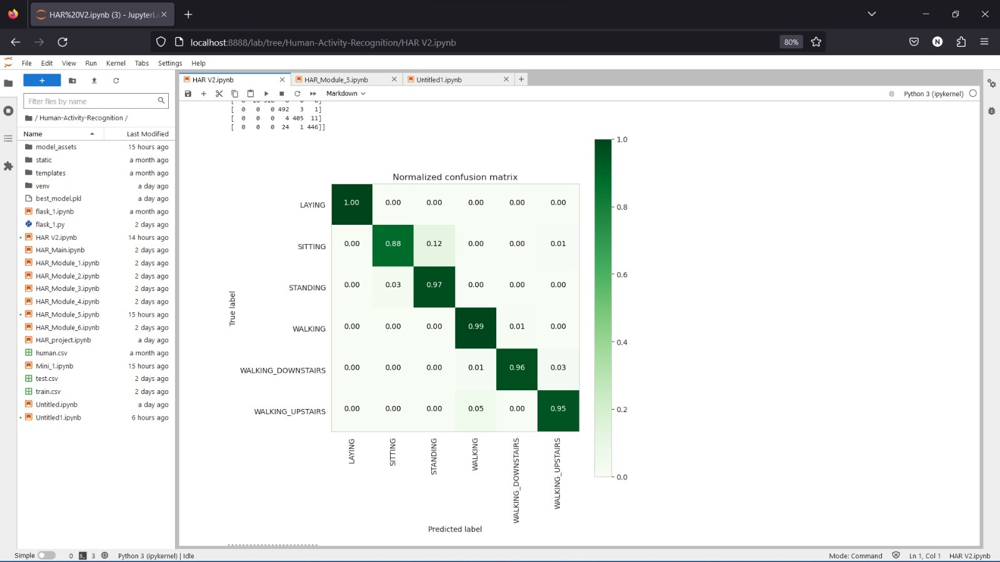 HAR%20V2.ipynb (3) - JupyterL
localhost:8888/lab/tree/Human-Activity-Recognition/HAR V2.ipynb
80%
N
File Edit View Run Kernel Tabs Settings Help
HAR V2.ipynb
HAR_Module_5.ipynb
Untitled1.ipynb
Markdown
Python 3 (ipykernel)
Filter files by name
/ Human-Activity-Recognition /
Name Last Modified
model_assets 15 hours ago
static a month ago
templates a month ago
venv a day ago
best_model.pkl a day ago
flask_1.ipynb a month ago
flask_1.py 2 days ago
HAR V2.ipynb 14 hours ago
HAR_Main.ipynb 2 days ago
HAR_Module_1.ipynb 2 days ago
HAR_Module_2.ipynb 2 days ago
HAR_Module_3.ipynb 2 days ago
HAR_Module_4.ipynb 2 days ago
HAR_Module_5.ipynb 15 hours ago
HAR_Module_6.ipynb 2 days ago
HAR_project.ipynb a day ago
human.csv a month ago
Mini_1.ipynb 15 hours ago
test.csv 2 days ago
train.csv 2 days ago
Untitled.ipynb a day ago
Untitled1.ipynb 6 hours ago
[ 0 0 0 492 3 1]
[ 0 0 0 4 405 11]
[ 0 0 0 24 1 446]]
Normalized confusion matrix
LAYING 1.00 0.00 0.00 0.00 0.00 0.00
SITTING 0.00 0.88 0.12 0.00 0.00 0.01
STANDING 0.00 0.03 0.97 0.00 0.00 0.00
WALKING 0.00 0.00 0.00 0.99 0.01 0.00
WALKING_DOWNSTAIRS 0.00 0.00 0.00 0.01 0.96 0.03
WALKING_UPSTAIRS 0.00 0.00 0.00 0.05 0.00 0.95
True label
LAYING
SITTING
STANDING
WALKING
WALKING_DOWNSTAIRS
WALKING_UPSTAIRS
Predicted label
1.0
0.8
0.6
0.4
0.2
0.0
---------------------------
Simple 0 3 Python 3 (ipykernel) | Idle
Mode: Command Ln 1, Col 1 HAR V2.ipynb